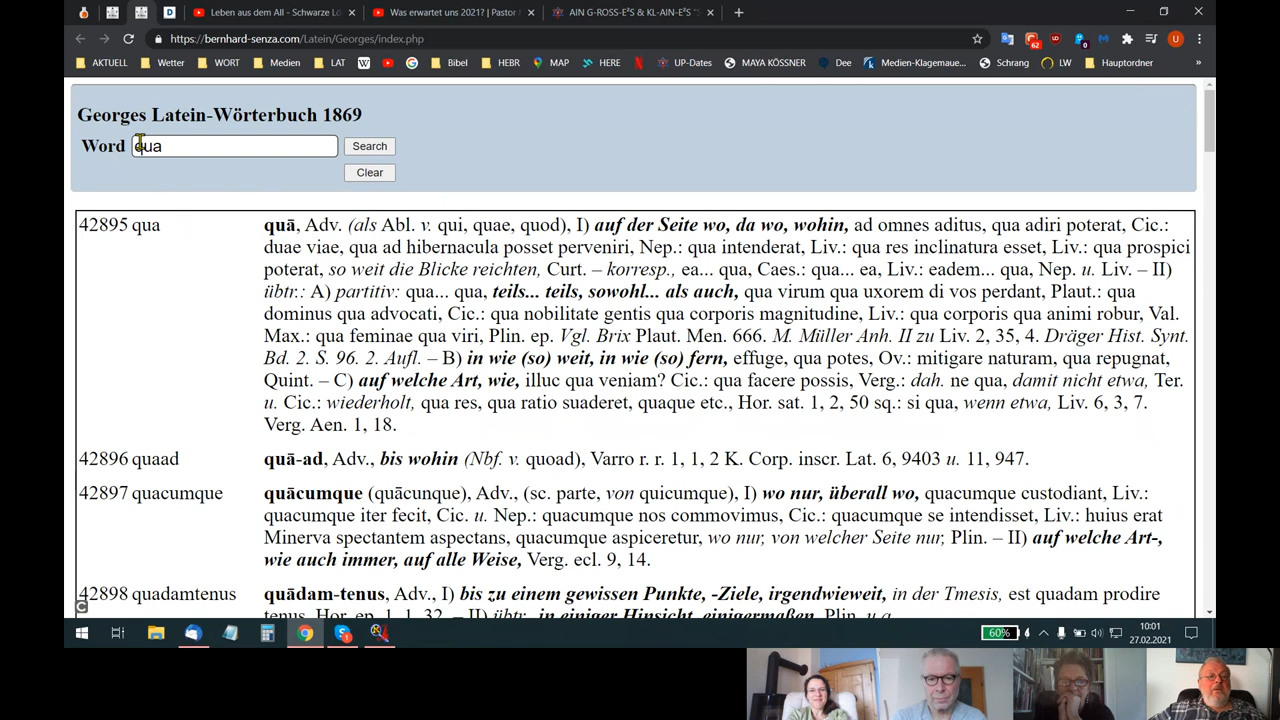 Leben aus dem All - Schwarze Lö
Was erwartet uns 2021? | Pastor
AIN G-ROSS-E²S & KL-AIN-E²S "S
https://bernhard-senza.com/Latein/Georges/index.php
AKTUELL Wetter WORT Medien LAT Bibel HEBR MAP HERE UP-Dates MAYA KÖSSNER Dee Medien-Klagemaue... Schrang LW Hauptordner »
Georges Latein-Wörterbuch 1869
Word qua Search
Clear
42895 qua quā, Adv. (als Abl. v. qui, quae, quod), I) auf der Seite wo, da wo, wohin, ad omnes aditus, qua adiri poterat, Cic.:
duae viae, qua ad hibernacula posset perveniri, Nep.: qua intenderat, Liv.: qua res inclinatura esset, Liv.: qua prospici
poterat, so weit die Blicke reichten, Curt. – korresp., ea... qua, Caes.: qua... ea, Liv.: eadem... qua, Nep. u. Liv. – II)
übtr.: A) partitiv: qua... qua, teils... teils, sowohl... als auch, qua virum qua uxorem di vos perdant, Plaut.: qua
dominus qua advocati, Cic.: qua nobilitate gentis qua corporis magnitudine, Liv.: qua corporis qua animi robur, Val.
Max.: qua feminae qua viri, Plin. ep. Vgl. Brix Plaut. Men. 666. M. Müller Anh. II zu Liv. 2, 35, 4. Dräger Hist. Synt.
Bd. 2. S. 96. 2. Aufl. – B) in wie (so) weit, in wie (so) fern, effuge, qua potes, Ov.: mitigare naturam, qua repugnat,
Quint. – C) auf welche Art, wie, illuc qua veniam? Cic.: qua facere possis, Verg.: dah. ne qua, damit nicht etwa, Ter.
u. Cic.: wiederholt, qua res, qua ratio suaderet, quaque etc., Hor. sat. 1, 2, 50 sq.: si qua, wenn etwa, Liv. 6, 3, 7.
Verg. Aen. 1, 18.
42896 quaad quā-ad, Adv., bis wohin (Nbf. v. quoad), Varro r. r. 1, 1, 2 K. Corp. inscr. Lat. 6, 9403 u. 11, 947.
42897 quacumque quācumque (quācunque), Adv., (sc. parte, von quicumque), I) wo nur, überall wo, quacumque custodiant, Liv.:
quacumque iter fecit, Cic. u. Nep.: quacumque nos commovimus, Cic.: quacumque se intendisset, Liv.: huius erat
Minerva spectantem aspectans, quacumque aspiceretur, wo nur, von welcher Seite nur, Plin. – II) auf welche Art-,
wie auch immer, auf alle Weise, Verg. ecl. 9, 14.
42898 quadamtenus quādam-tenus, Adv., I) bis zu einem gewissen Punkte, -Ziele, irgendwieweit, in der Tmesis, est quadam prodire
tenus, Hor. ep. 1, 1, 32. – II) übtr., in einiger Hinsicht, einigermaßen, Plin. u a
60% 10:01
27.02.2021